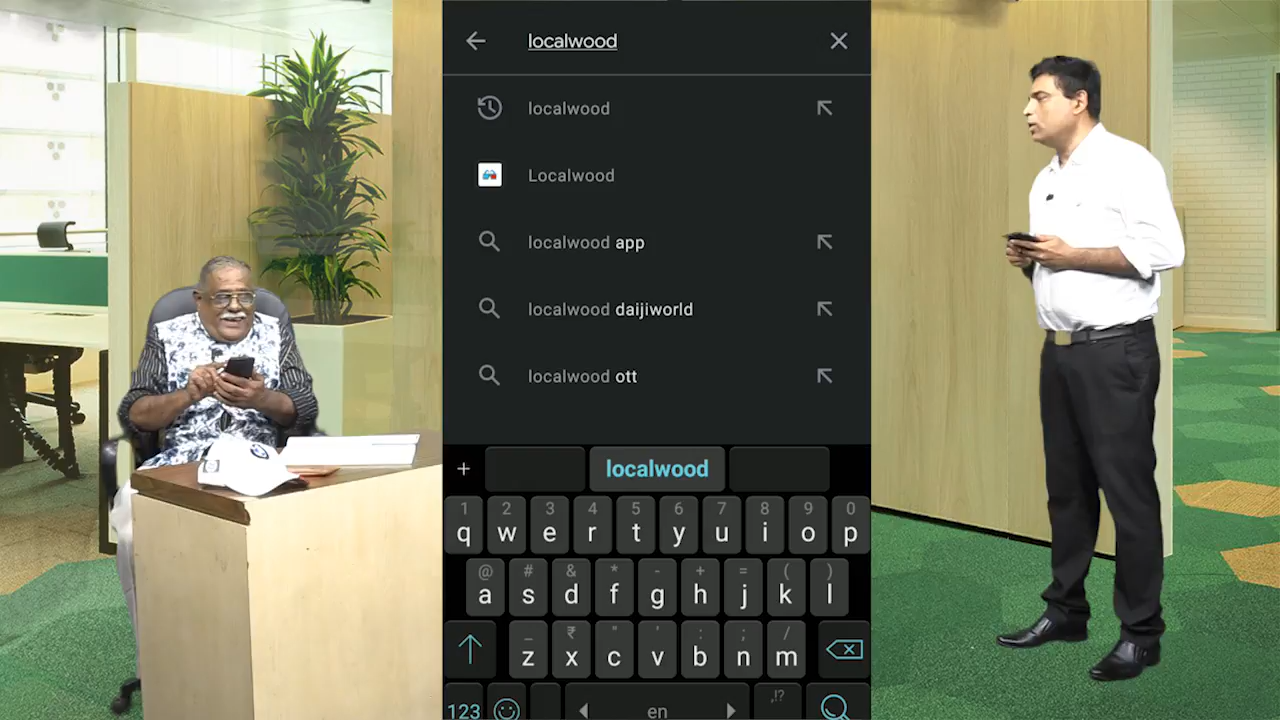 localwood
localwood
Localwood
localwood app
localwood daijiworld
localwood ott
localwood
1 2 3 4 5 6 7 8 9 0
q w e r t y u i o p
@ # & * - + = ( )
a s d f g h j k l
_ ₹ " ' : ; /
z x c v b n m
,!?
123 en